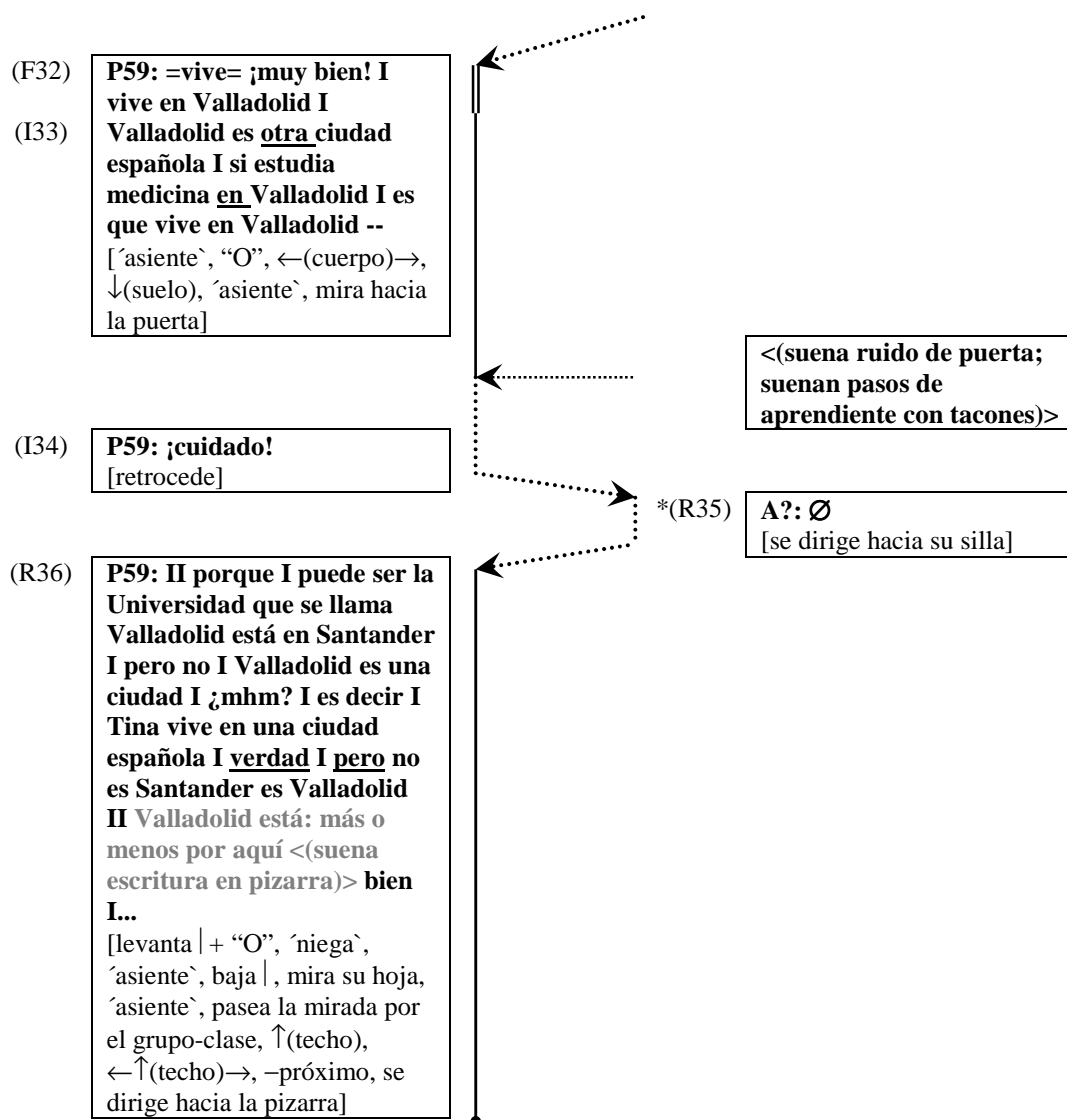 (F32) P59: =vive= ¡muy bien! I
vive en Valladolid I
(I33) Valladolid es otra ciudad
española I si estudia
medicina en Valladolid I es
que vive en Valladolid --
[´asiente`, “O”, ←(cuerpo)→,
↓(suelo), ´asiente`, mira hacia
la puerta]
<(suena ruido de puerta;
suenan pasos de
aprendiente con tacones)>
(I34) P59: ¡cuidado!
[retrocede]
*(R35) A?: Ø
[se dirige hacia su silla]
(R36) P59: II porque I puede ser la
Universidad que se llama
Valladolid está en Santander
I pero no I Valladolid es una
ciudad I ¿mhm? I es decir I
Tina vive en una ciudad
española I verdad I pero no
es Santander es Valladolid
II Valladolid está: más o
menos por aquí <(suena
escritura en pizarra)> bien
I...
[levanta | + “O”, ´niega`,
´asiente`, baja | , mira su hoja,
´asiente`, pasea la mirada por
el grupo-clase, ↑(techo),
←↑(techo)→, −próximo, se
dirige hacia la pizarra]